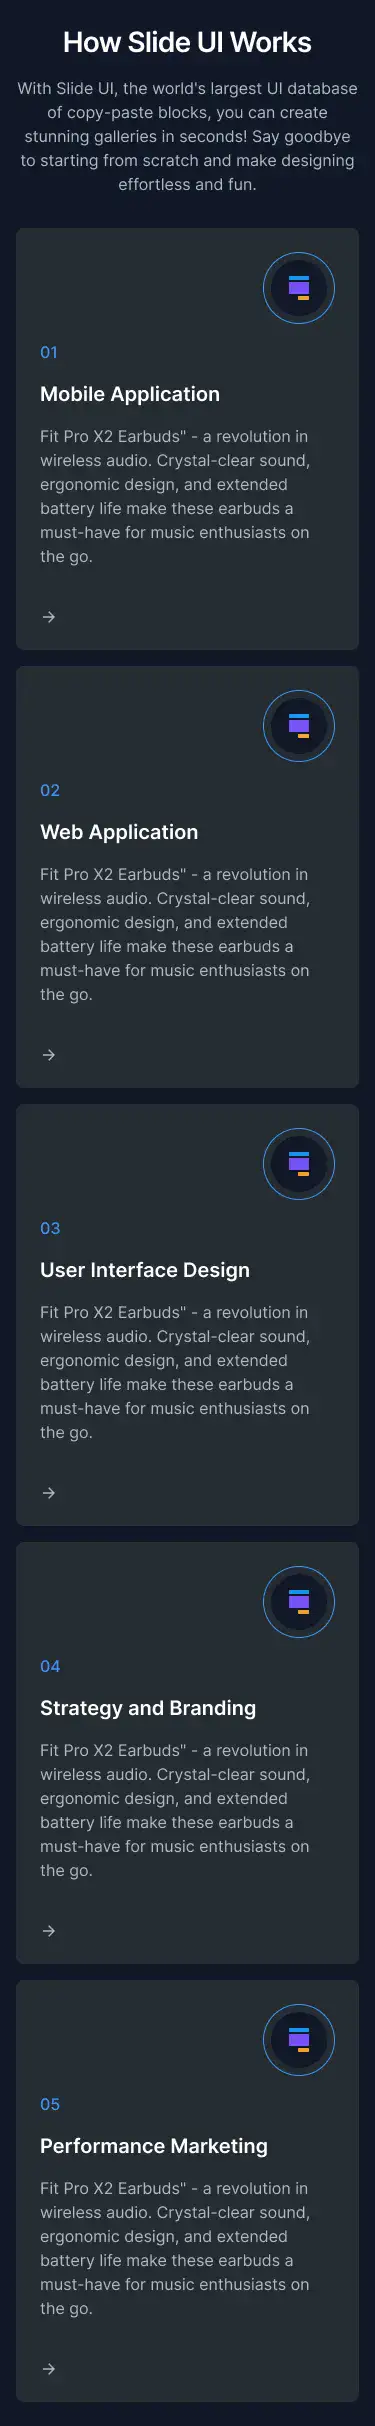 How Slide UI Works
With Slide UI, the world's largest UI database
of copy-paste blocks, you can create
stunning galleries in seconds! Say goodbye
to starting from scratch and make designing
effortless and fun.
01
Mobile Application
Fit Pro X2 Earbuds" - a revolution in
wireless audio. Crystal-clear sound,
ergonomic design, and extended
battery life make these earbuds a
must-have for music enthusiasts on
the go.
→
02
Web Application
Fit Pro X2 Earbuds" - a revolution in
wireless audio. Crystal-clear sound,
ergonomic design, and extended
battery life make these earbuds a
must-have for music enthusiasts on
the go.
→
03
User Interface Design
Fit Pro X2 Earbuds" - a revolution in
wireless audio. Crystal-clear sound,
ergonomic design, and extended
battery life make these earbuds a
must-have for music enthusiasts on
the go.
→
04
Strategy and Branding
Fit Pro X2 Earbuds" - a revolution in
wireless audio. Crystal-clear sound,
ergonomic design, and extended
battery life make these earbuds a
must-have for music enthusiasts on
the go.
→
05
Performance Marketing
Fit Pro X2 Earbuds" - a revolution in
wireless audio. Crystal-clear sound,
ergonomic design, and extended
battery life make these earbuds a
must-have for music enthusiasts on
the go.
→